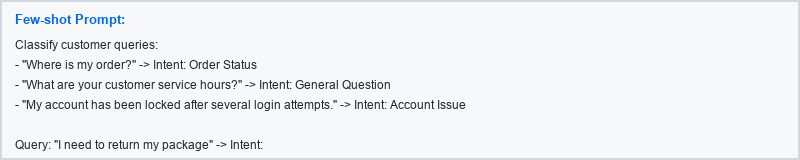 Few-shot Prompt:
Classify customer queries:
- "Where is my order?" -> Intent: Order Status
- "What are your customer service hours?" -> Intent: General Question
- "My account has been locked after several login attempts." -> Intent: Account Issue
Query: "I need to return my package" -> Intent: